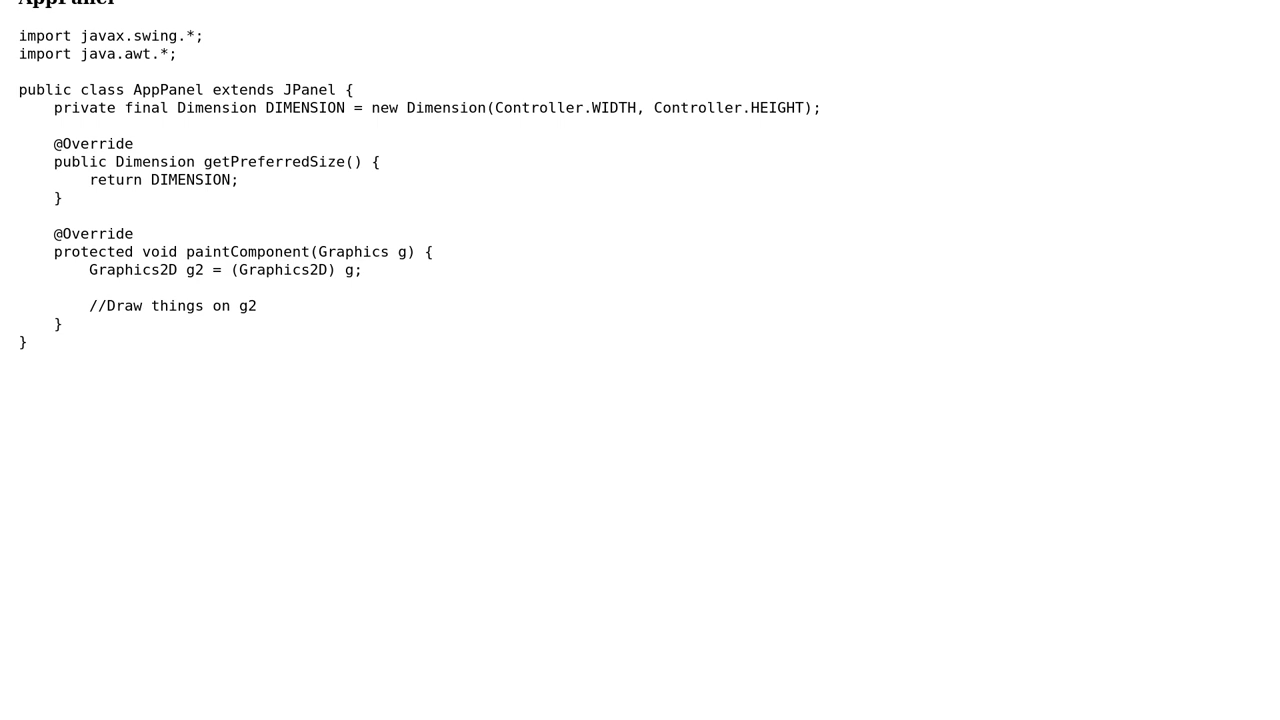 AppPanel
import javax.swing.*;
import java.awt.*;

public class AppPanel extends JPanel {
    private final Dimension DIMENSION = new Dimension(Controller.WIDTH, Controller.HEIGHT);

    @Override
    public Dimension getPreferredSize() {
        return DIMENSION;
    }

    @Override
    protected void paintComponent(Graphics g) {
        Graphics2D g2 = (Graphics2D) g;

        //Draw things on g2
    }
}